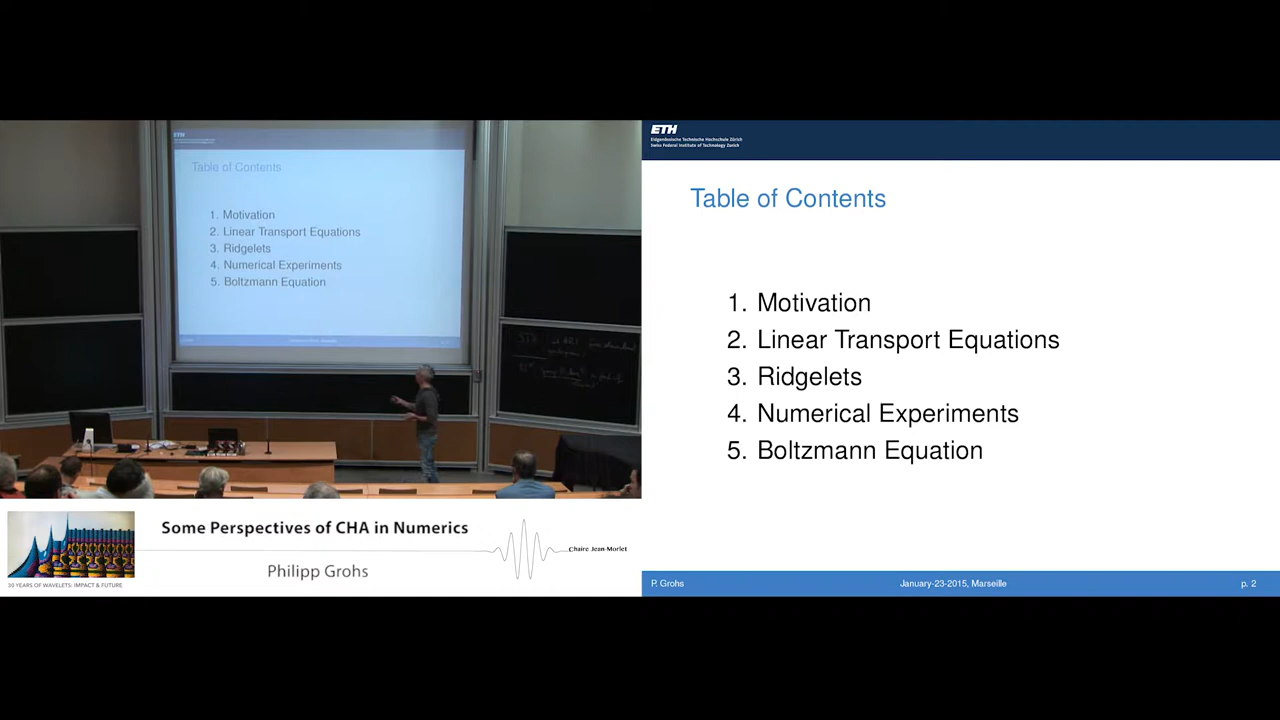 Table of Contents
1. Motivation
2. Linear Transport Equations
3. Ridgelets
4. Numerical Experiments
5. Boltzmann Equation
Some Perspectives of CHA in Numerics
Chaire Jean-Morlet
Philipp Grohs
30 YEARS OF WAVELETS: IMPACT & FUTURE
ETH
Eidgenössische Technische Hochschule Zürich
Swiss Federal Institute of Technology Zurich
Table of Contents
1. Motivation
2. Linear Transport Equations
3. Ridgelets
4. Numerical Experiments
5. Boltzmann Equation
P. Grohs
January-23-2015, Marseille
p. 2